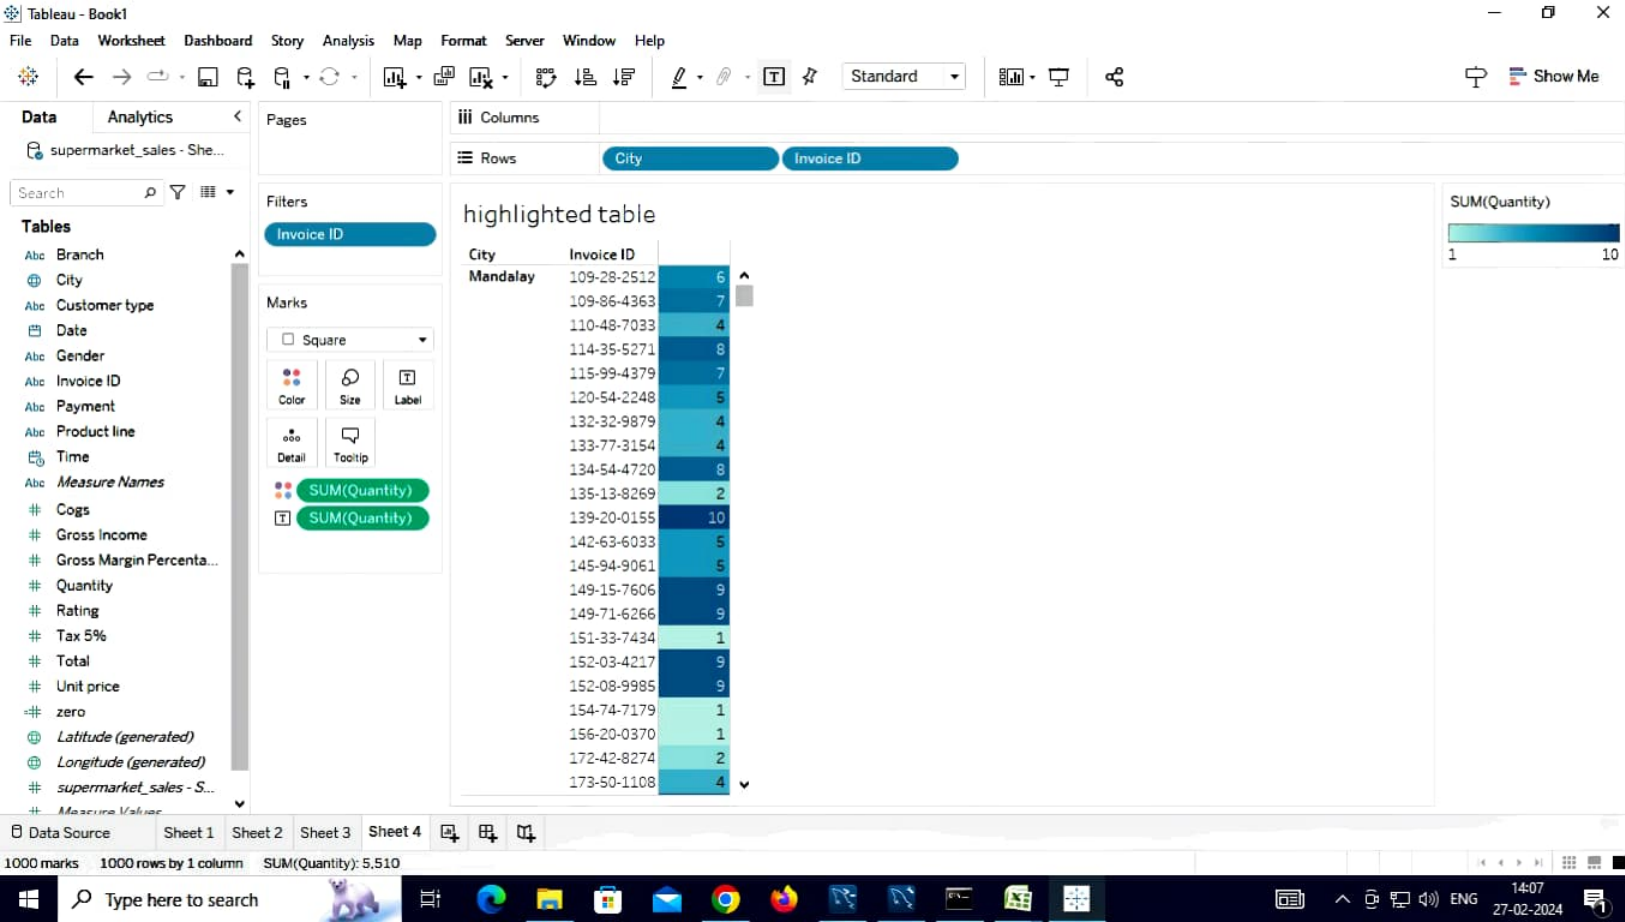 Tableau - Book1
File Data Worksheet Dashboard Story Analysis Map Format Server Window Help
Standard
Show Me
Data
Analytics
supermarket_sales - She...
Search
Tables
Branch
City
Customer type
Date
Gender
Invoice ID
Payment
Product line
Time
Measure Names
Cogs
Gross Income
Gross Margin Percenta...
Quantity
Rating
Tax 5%
Total
Unit price
zero
Latitude (generated)
Longitude (generated)
supermarket_sales - S...
Measure Values
Pages
Filters
Invoice ID
Marks
Square
Color Size Label
Detail Tooltip
SUM(Quantity)
SUM(Quantity)
Columns
Rows City Invoice ID
highlighted table
City Invoice ID
Mandalay 109-28-2512 6
109-86-4363 7
110-48-7033 4
114-35-5271 8
115-99-4379 7
120-54-2248 5
132-32-9879 4
133-77-3154 4
134-54-4720 8
135-13-8269 2
139-20-0155 10
142-63-6033 5
145-94-9061 5
149-15-7606 9
149-71-6266 9
151-33-7434 1
152-03-4217 9
152-08-9985 9
154-74-7179 1
156-20-0370 1
172-42-8274 2
173-50-1108 4
SUM(Quantity)
1 10
Data Source Sheet 1 Sheet 2 Sheet 3 Sheet 4
1000 marks 1000 rows by 1 column SUM(Quantity): 5,510
Type here to search
ENG
14:07
27-02-2024
1